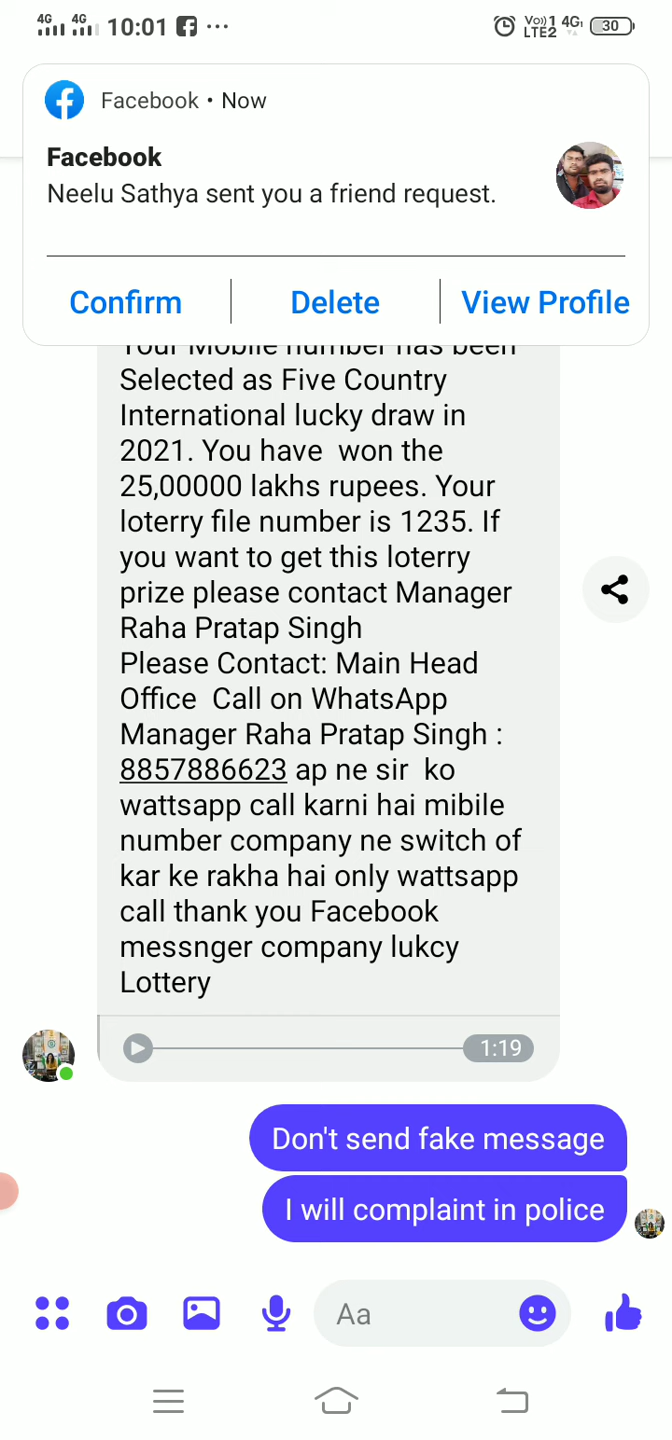 4G 4G 10:01 ... Vo)) 1 LTE2 4G 30
Facebook • Now
Facebook
Neelu Sathya sent you a friend request.
Confirm Delete View Profile
Your Mobile number has been
Selected as Five Country
International lucky draw in
2021. You have won the
25,00000 lakhs rupees. Your
loterry file number is 1235. If
you want to get this loterry
prize please contact Manager
Raha Pratap Singh
Please Contact: Main Head
Office Call on WhatsApp
Manager Raha Pratap Singh :
8857886623 ap ne sir ko
wattsapp call karni hai mibile
number company ne switch of
kar ke rakha hai only wattsapp
call thank you Facebook
messnger company lukcy
Lottery
1:19
Don't send fake message
I will complaint in police
Aa